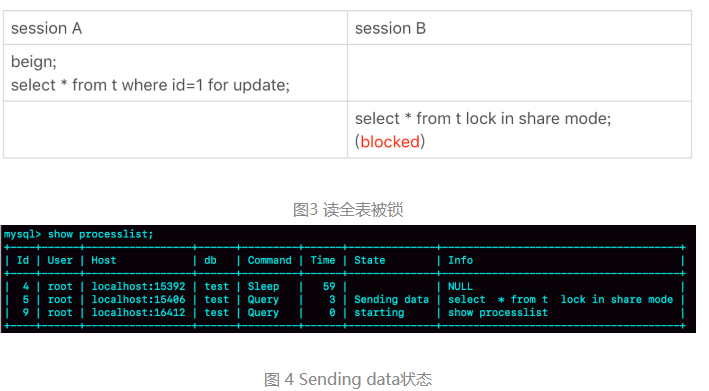 session A session B
beign;
select * from t where id=1 for update;
select * from t lock in share mode;
(blocked)
图3 读全表被锁
mysql> show processlist;
+----+------+-----------------+------+---------+------+--------------+------------------------------------+
| Id | User | Host | db | Command | Time | State | Info |
+----+------+-----------------+------+---------+------+--------------+------------------------------------+
| 4 | root | localhost:15392 | test | Sleep | 59 | | NULL |
| 5 | root | localhost:15406 | test | Query | 3 | Sending data | select * from t lock in share mode |
| 9 | root | localhost:16412 | test | Query | 0 | starting | show processlist |
+----+------+-----------------+------+---------+------+--------------+------------------------------------+
图 4 Sending data状态